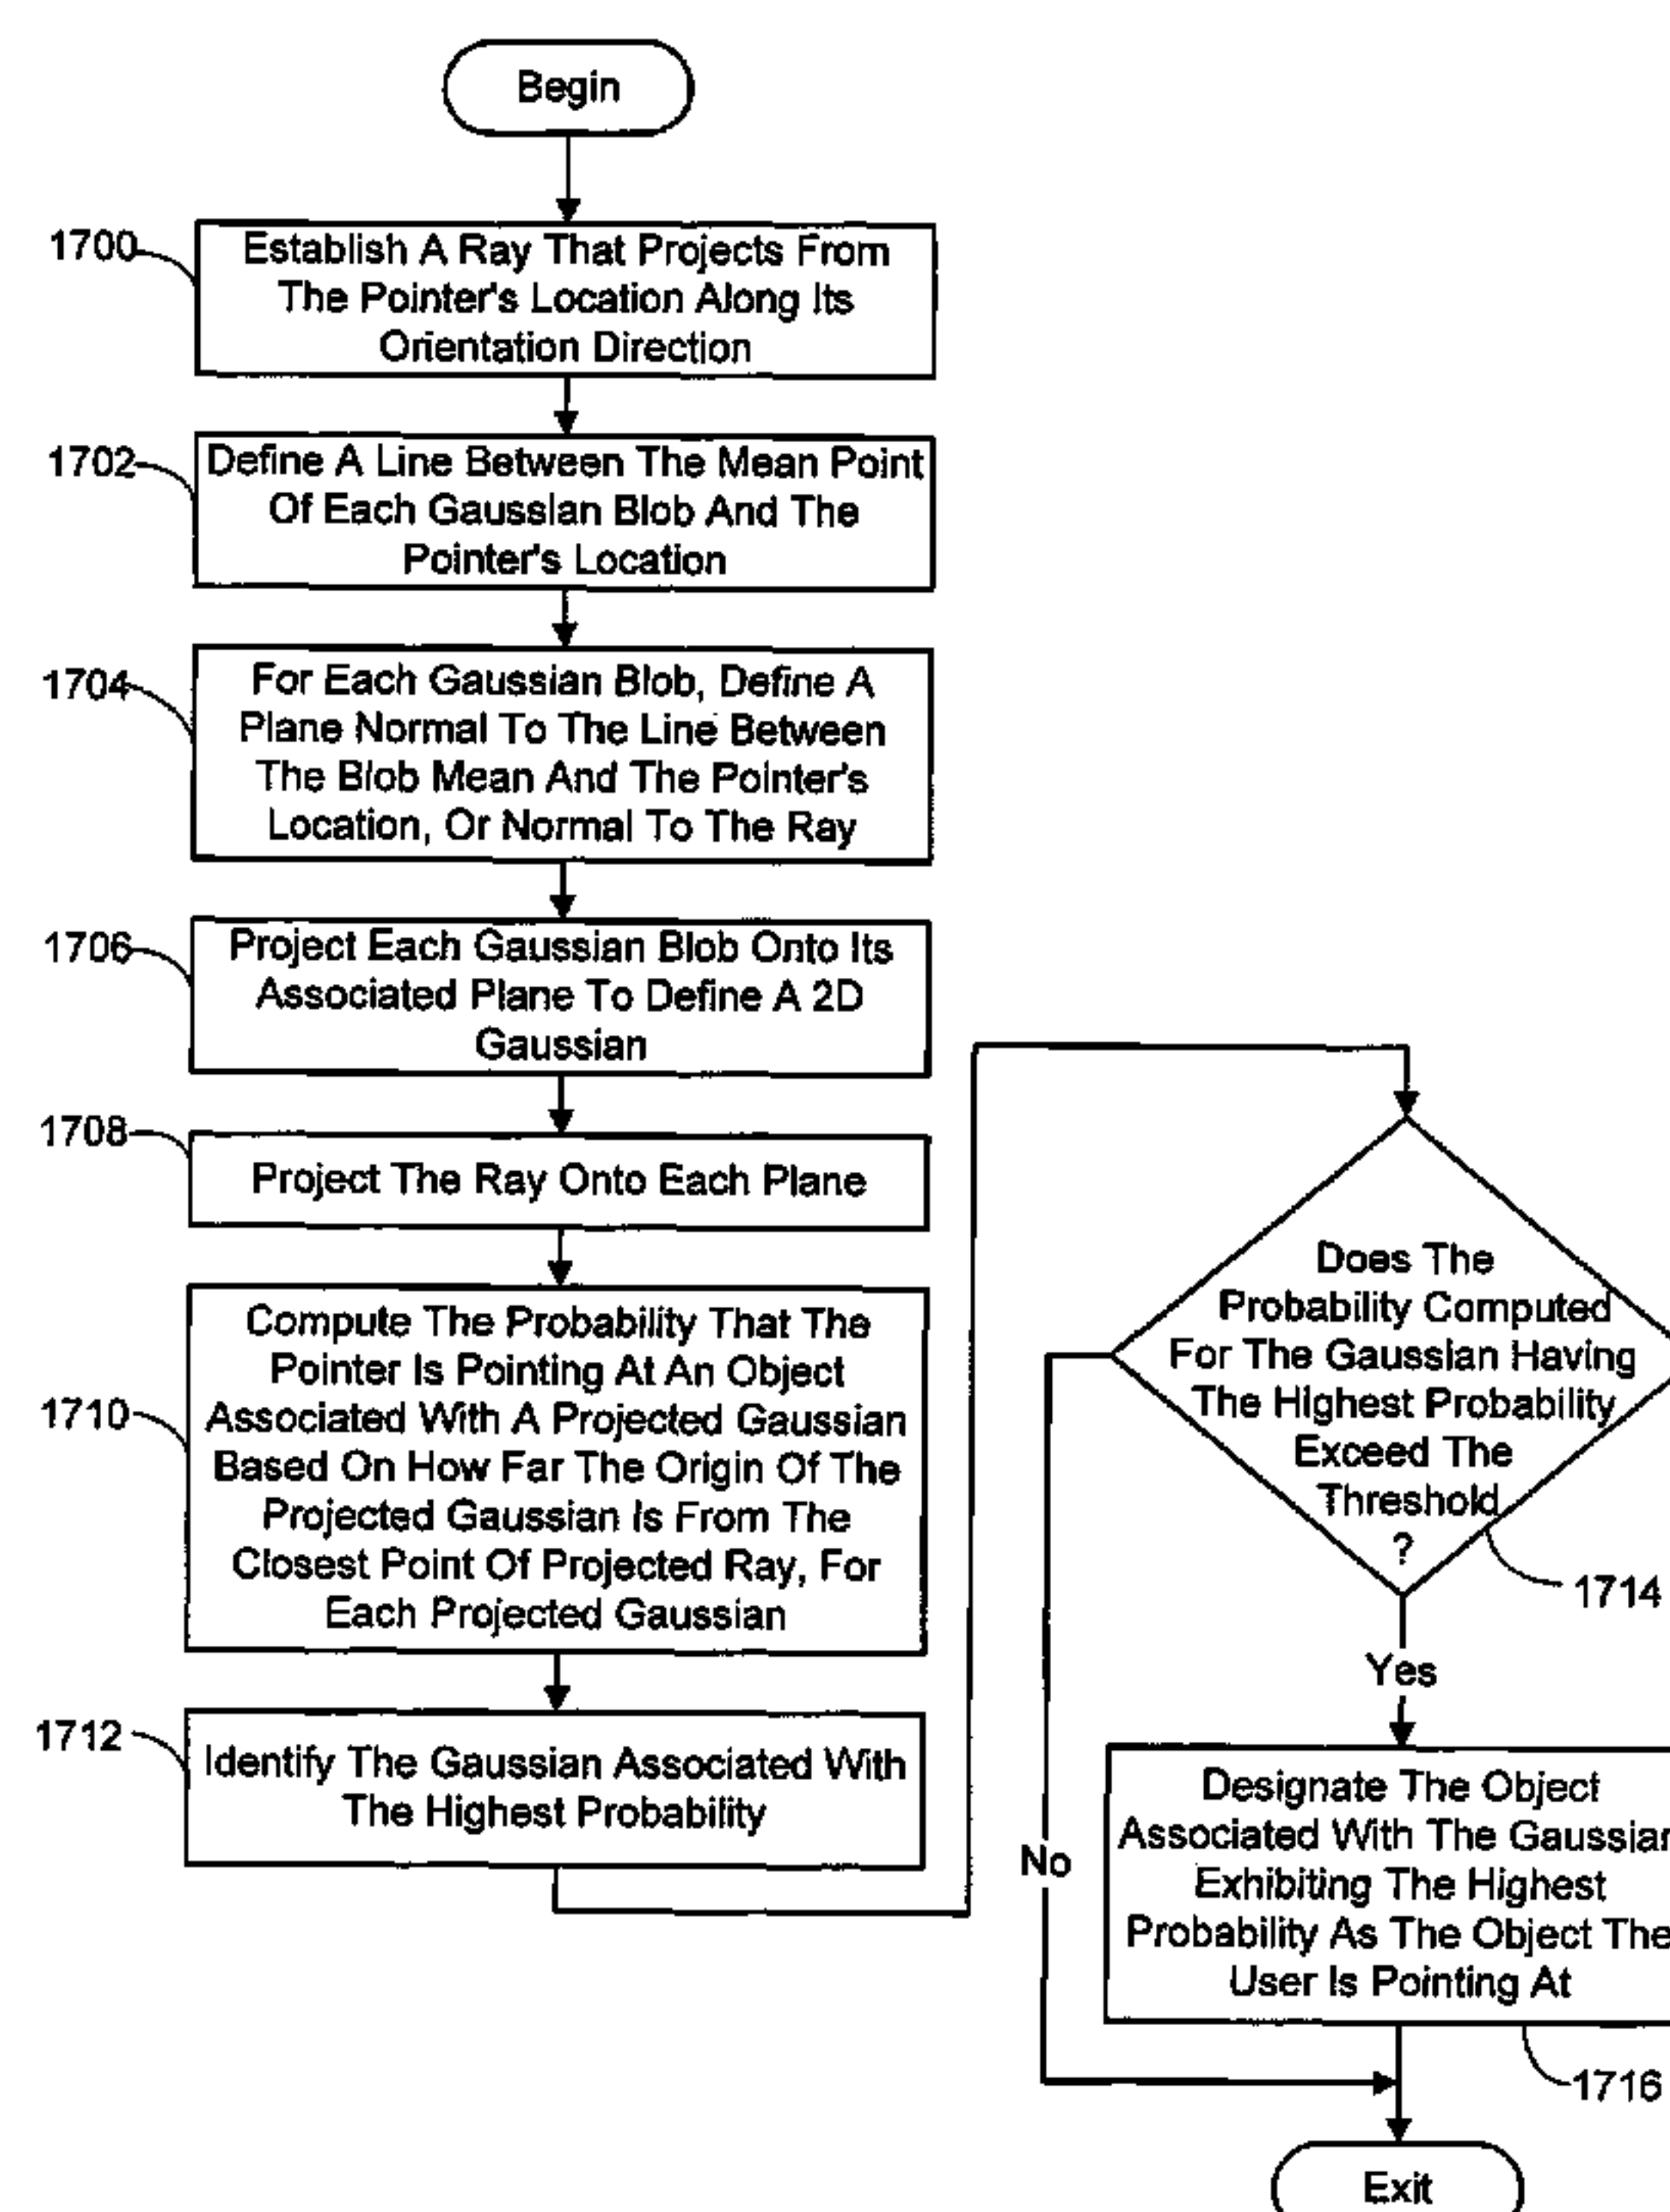 Begin
1700
Establish A Ray That Projects From
The Pointer's Location Along Its
Orientation Direction
1702
Define A Line Between The Mean Point
Of Each Gaussian Blob And The
Pointer's Location
1704
For Each Gaussian Blob, Define A
Plane Normal To The Line Between
The Blob Mean And The Pointer's
Location, Or Normal To The Ray
1706
Project Each Gaussian Blob Onto Its
Associated Plane To Define A 2D
Gaussian
1708
Project The Ray Onto Each Plane
1710
Compute The Probability That The
Pointer Is Pointing At An Object
Associated With A Projected Gaussian
Based On How Far The Origin Of The
Projected Gaussian Is From The
Closest Point Of Projected Ray, For
Each Projected Gaussian
1712
Identify The Gaussian Associated With
The Highest Probability
Does The
Probability Computed
For The Gaussian Having
The Highest Probability
Exceed The
Threshold
?
1714
Yes
No
Designate The Object
Associated With The Gaussian
Exhibiting The Highest
Probability As The Object The
User Is Pointing At
1716
Exit